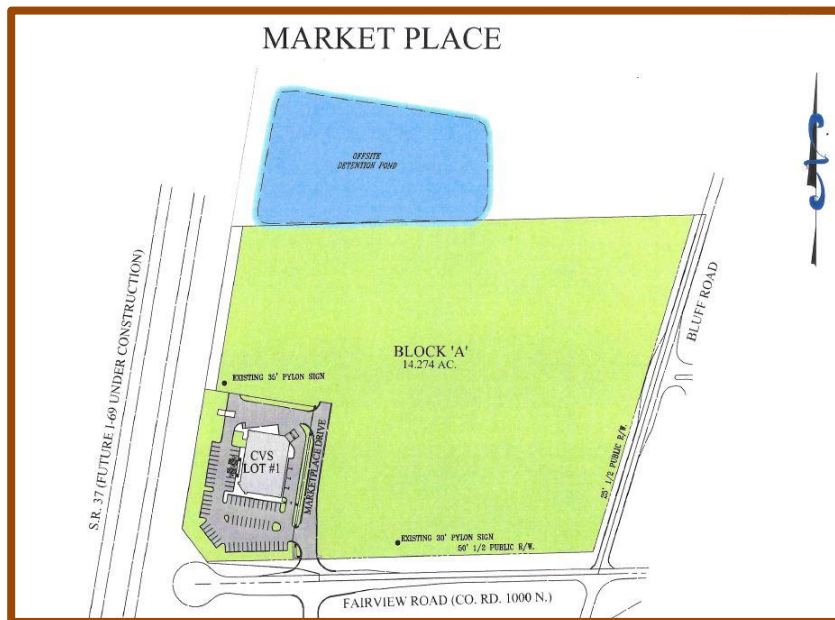 MARKET PLACE
OFFSITE
DETENTION POND
S.R. 37 (FUTURE I-69 UNDER CONSTRUCTION)
BLUFF ROAD
BLOCK 'A'
14.274 AC.
EXISTING 35' PYLON SIGN
CVS
LOT #1
MARKETPLACE DRIVE
25' 1/2 PUBLIC R/W.
EXISTING 30' PYLON SIGN
50' 1/2 PUBLIC R/W.
FAIRVIEW ROAD (CO. RD. 1000 N.)